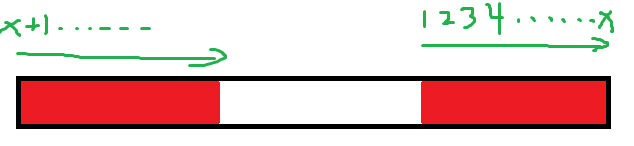 x+1.......---
1 2 3 4.......x